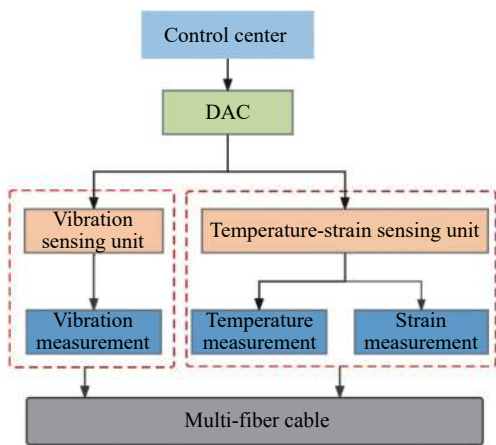 Control center
DAC
Vibration
sensing unit
Temperature-strain sensing unit
Vibration
measurement
Temperature
measurement
Strain
measurement
Multi-fiber cable